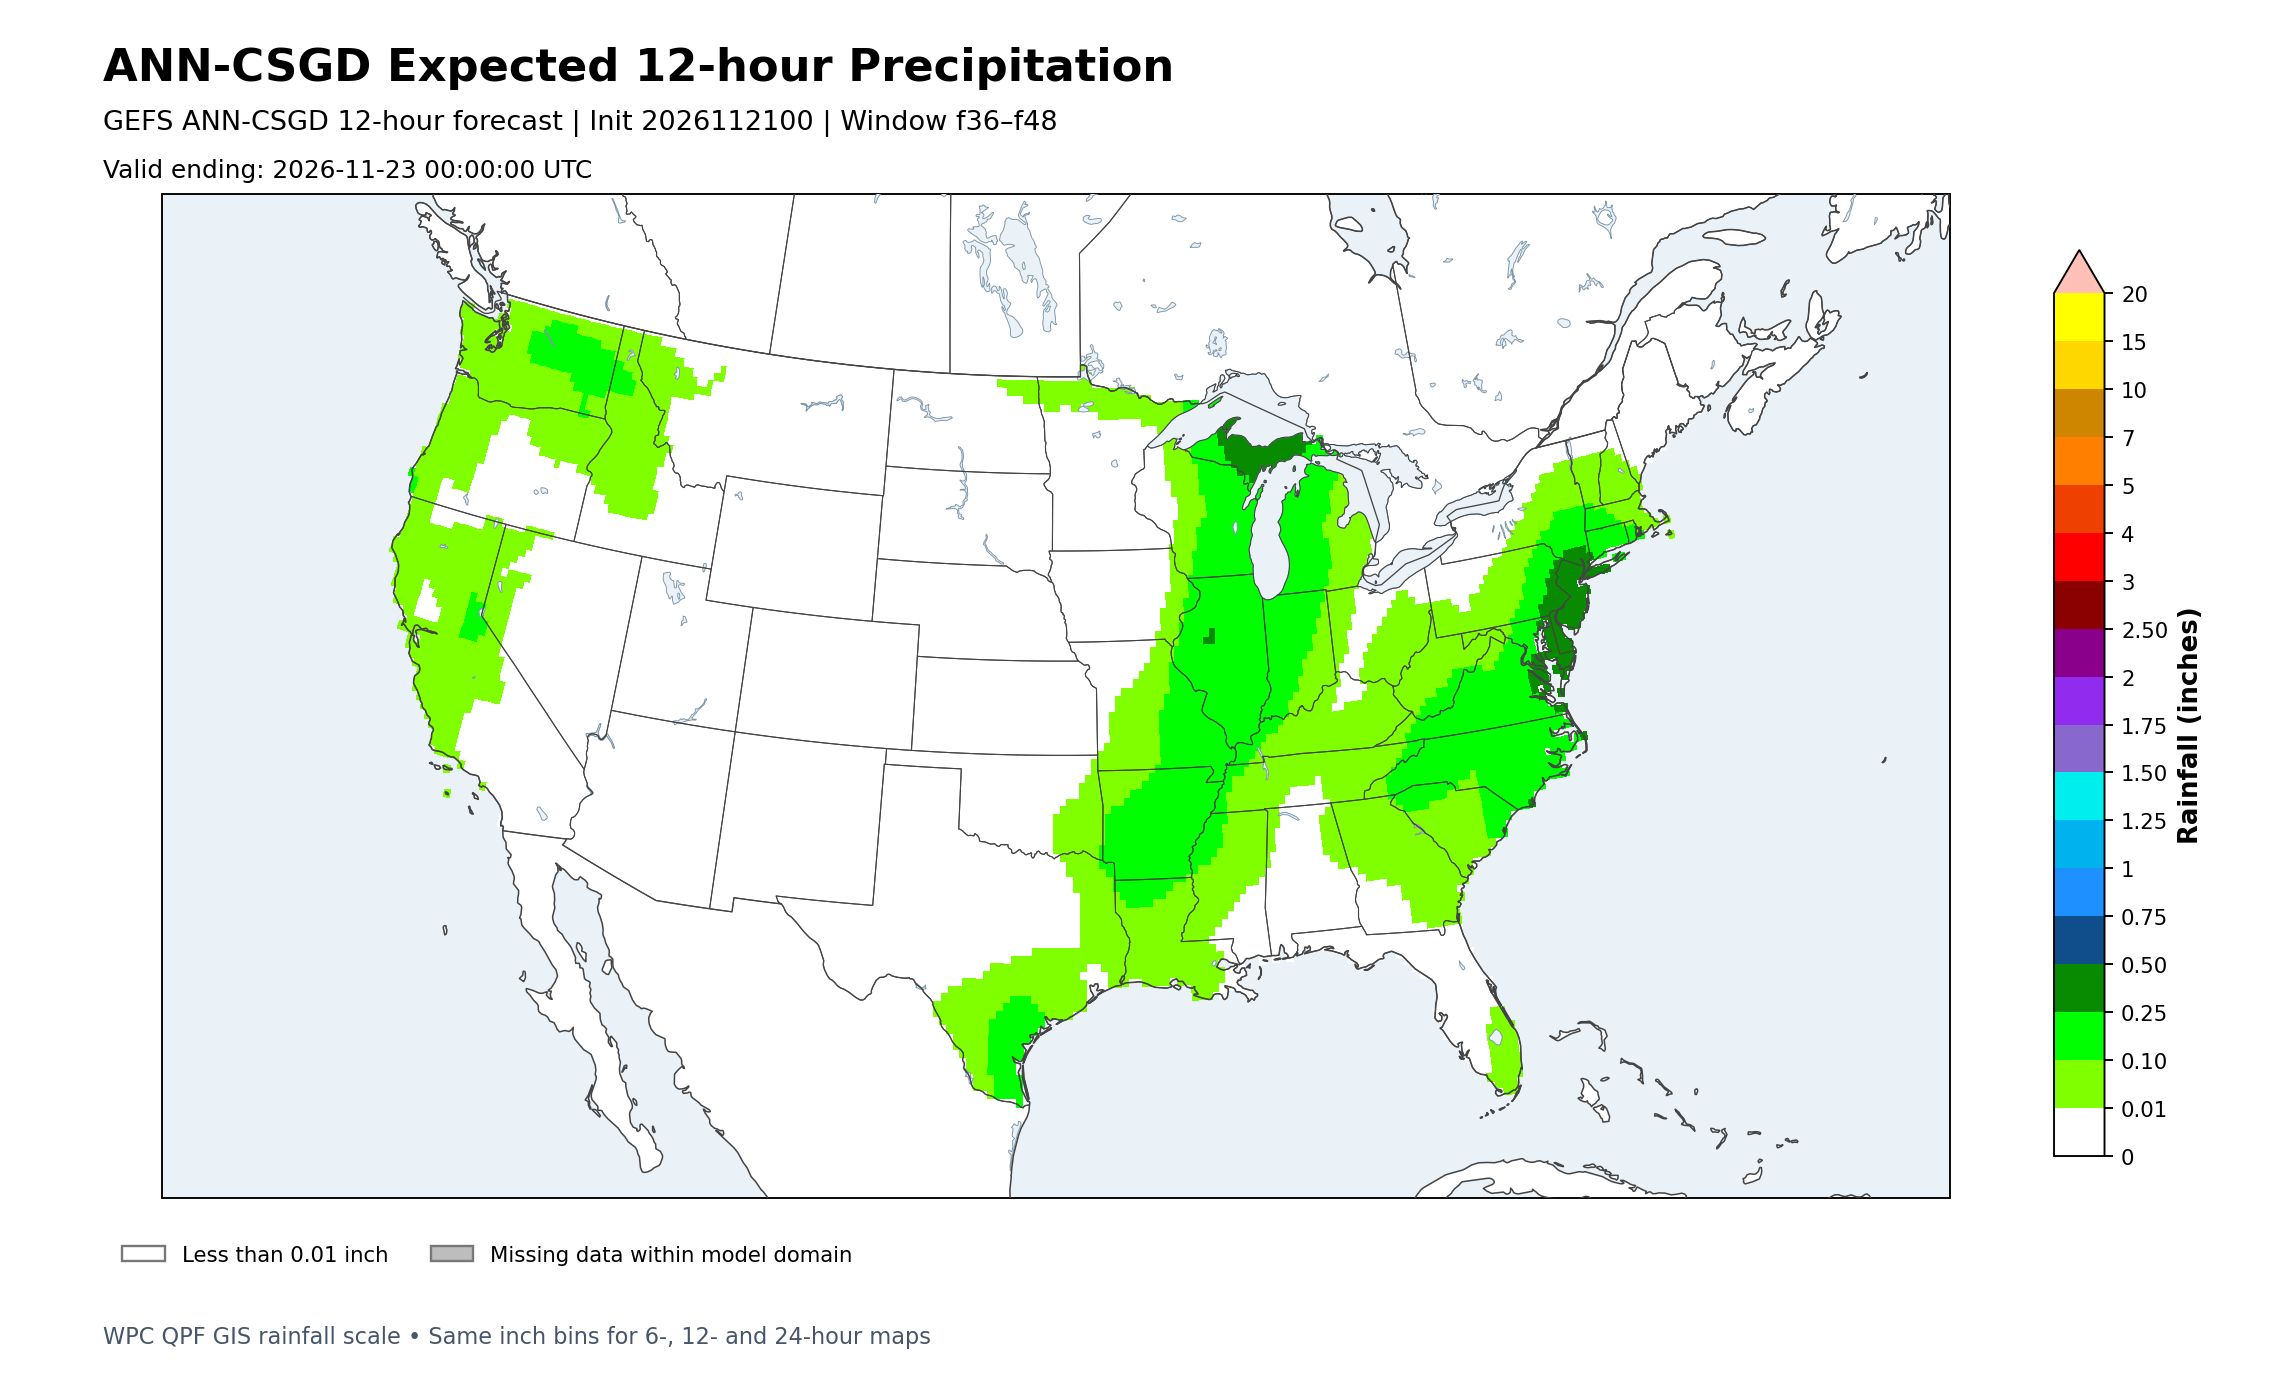 ANN-CSGD Expected 12-hour Precipitation
GEFS ANN-CSGD 12-hour forecast | Init 2026112100 | Window f36–f48
Valid ending: 2026-11-23 00:00:00 UTC
20
15
10
7
5
4
3
2.50
2
1.75
1.50
1.25
1
0.75
0.50
0.25
0.10
0.01
0
Rainfall (inches)
Less than 0.01 inch
Missing data within model domain
WPC QPF GIS rainfall scale • Same inch bins for 6-, 12- and 24-hour maps